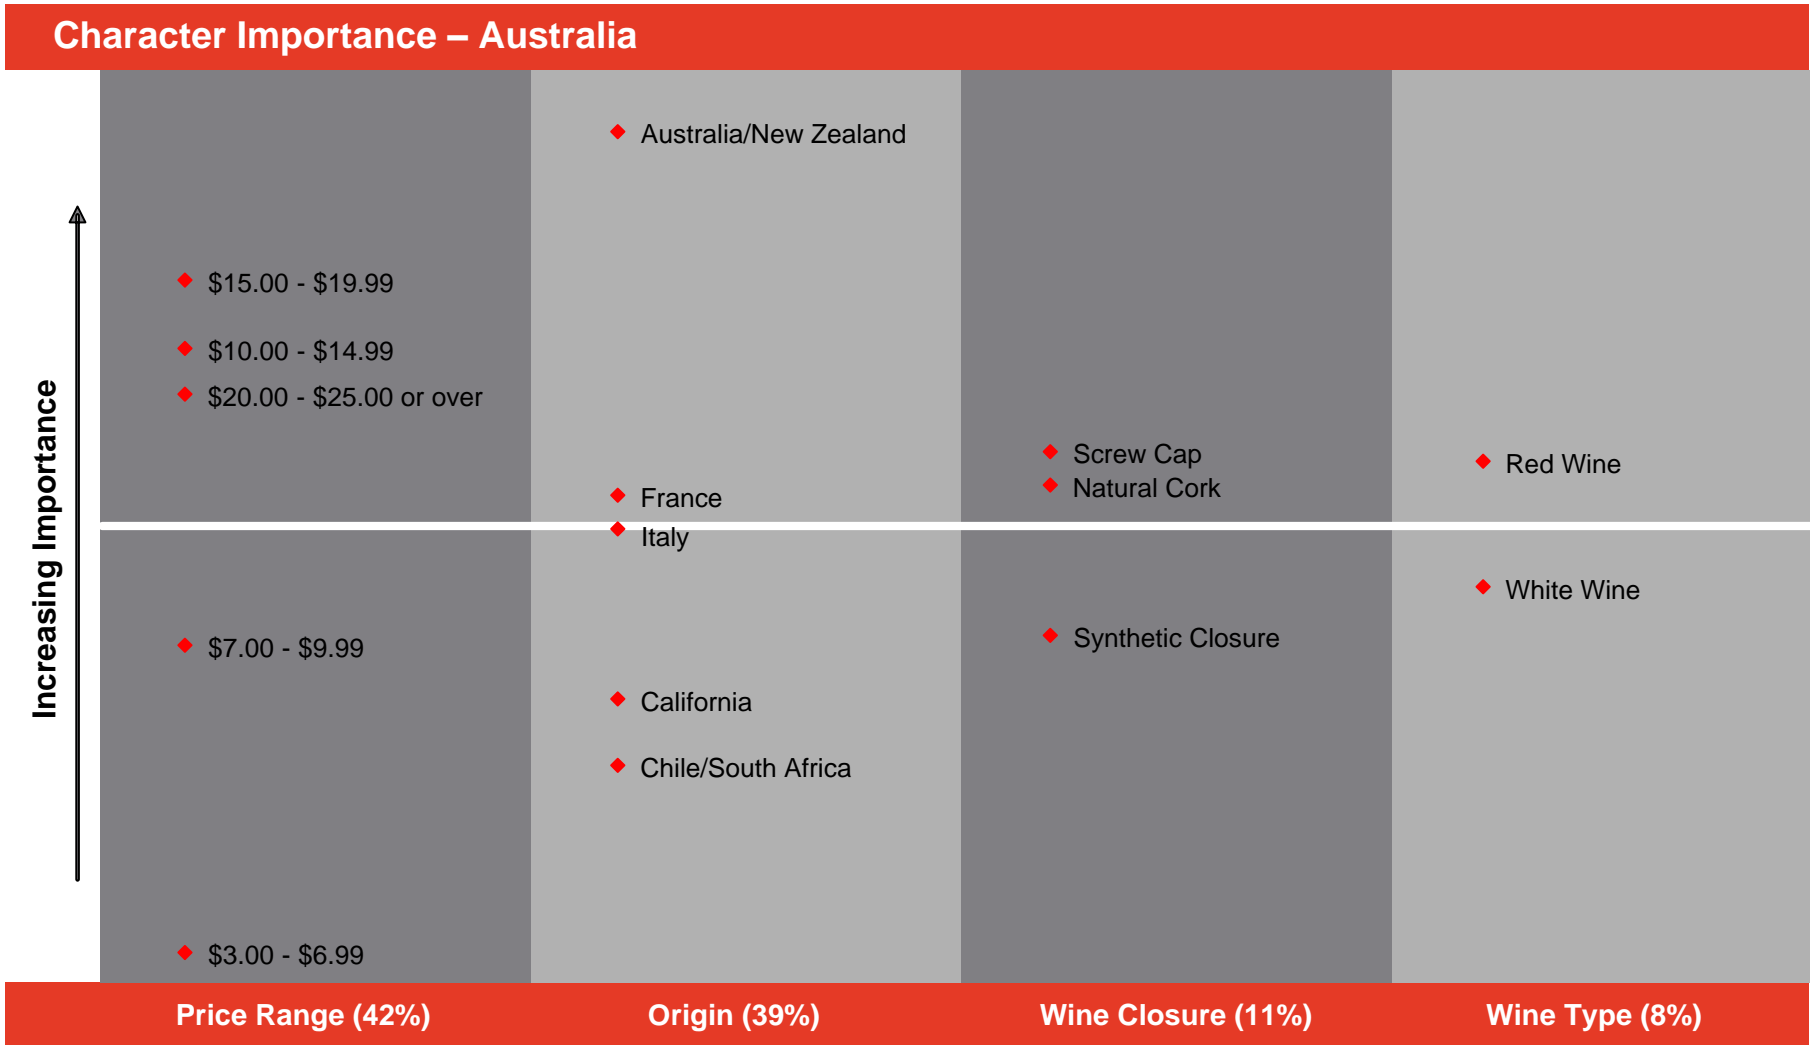 Character Importance – Australia
Increasing Importance
$15.00 - $19.99
$10.00 - $14.99
$20.00 - $25.00 or over
$7.00 - $9.99
$3.00 - $6.99
Australia/New Zealand
France
Italy
California
Chile/South Africa
Screw Cap
Natural Cork
Synthetic Closure
Red Wine
White Wine
Price Range (42%)
Origin (39%)
Wine Closure (11%)
Wine Type (8%)